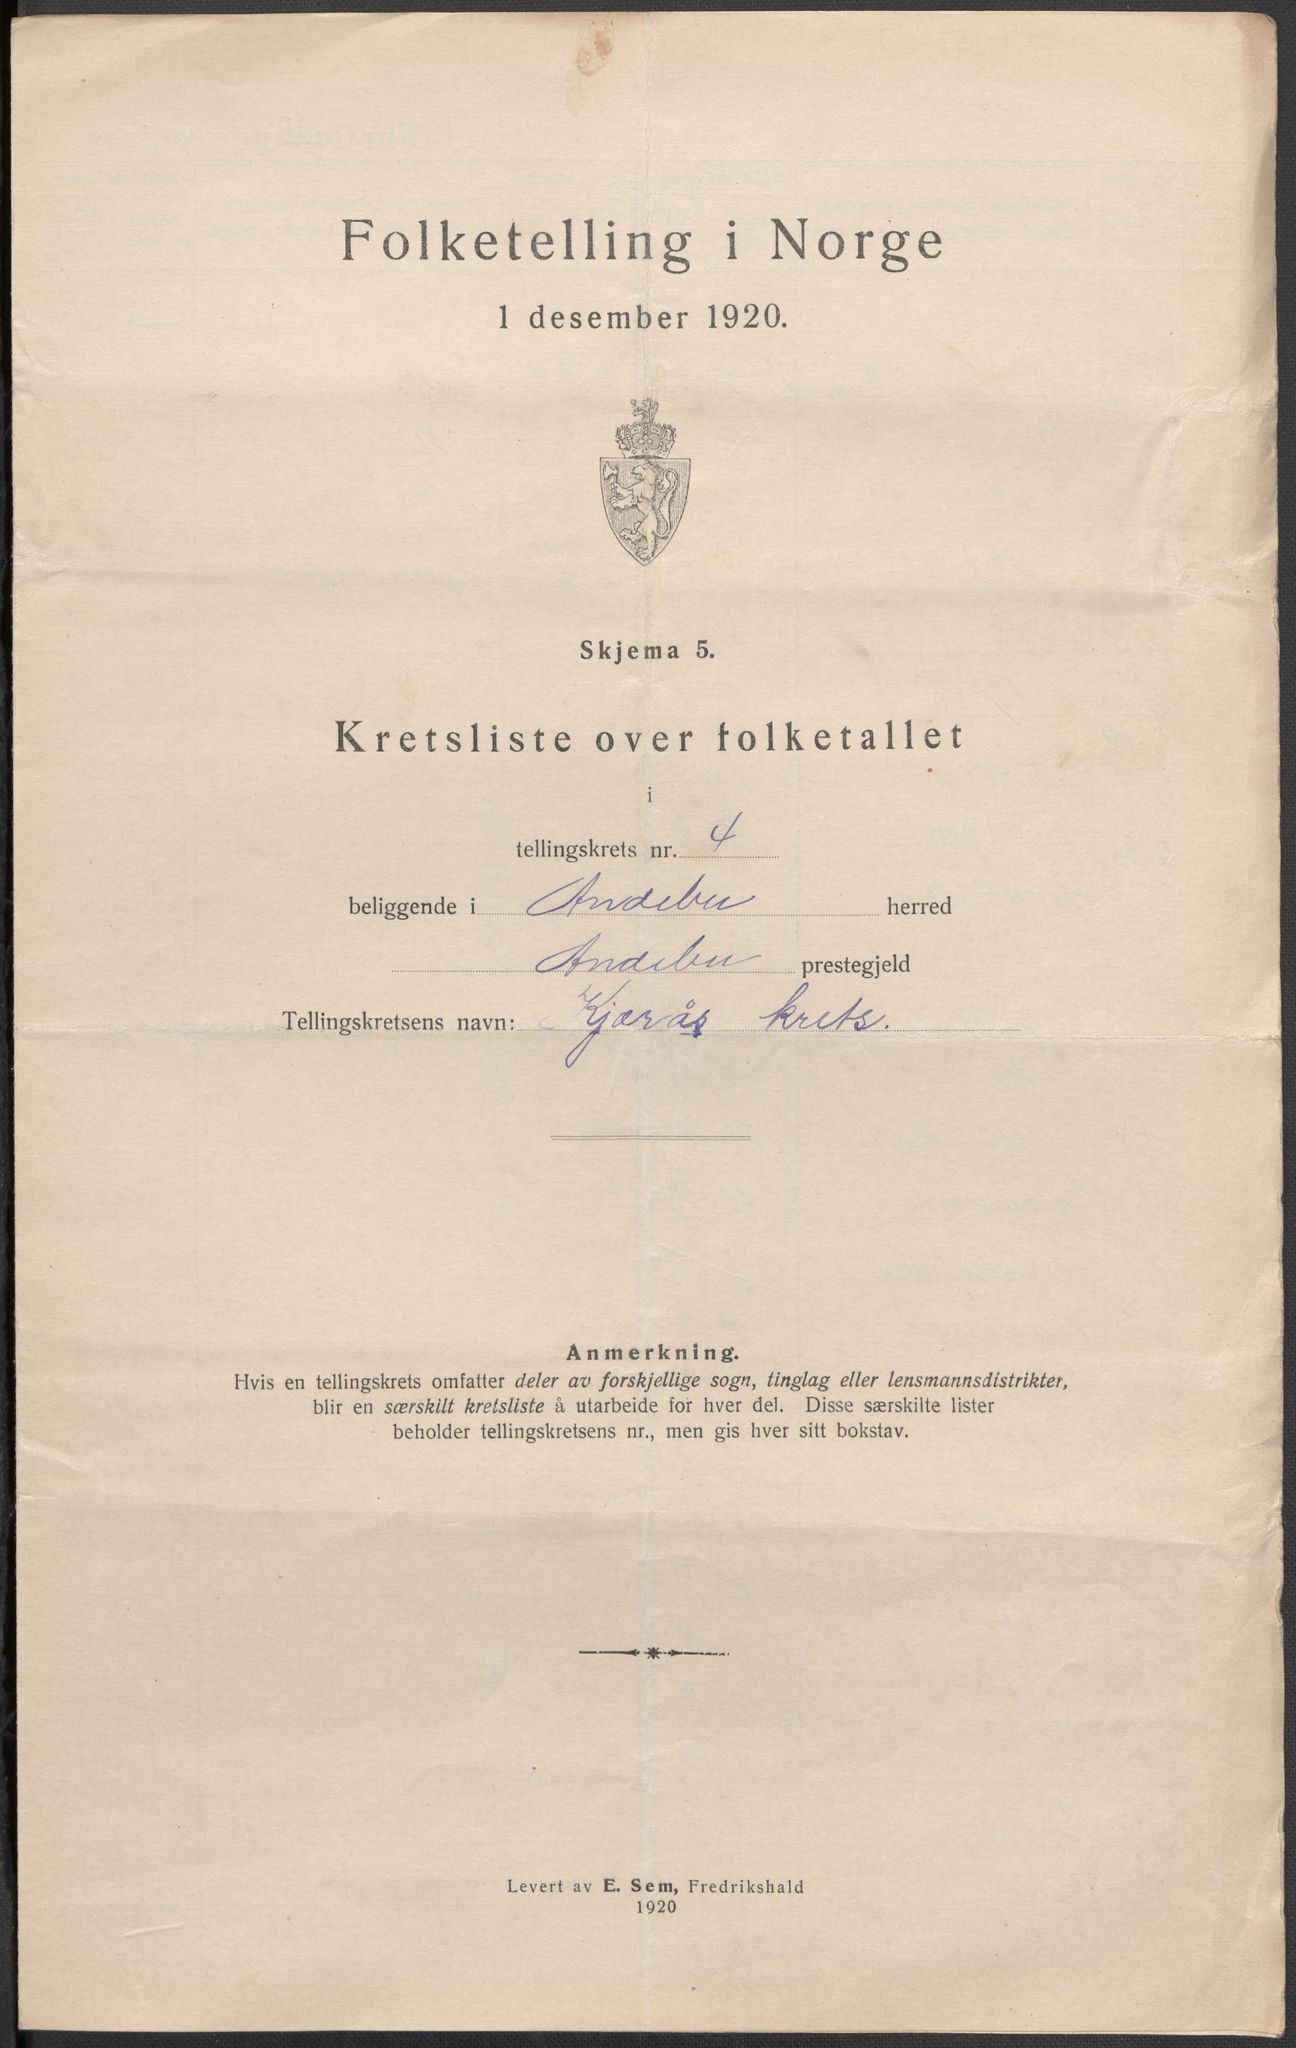 Folketelling i Norge
1 desember 1920.
Skjema 5.
Kretsliste over folketallet
i
tellingskrets nr. 4
beliggende i Andebu herred
Andebu prestegjeld
Tellingskretsens navn: Kjærås krets.
Anmerkning.
Hvis en tellingskrets omfatter deler av forskjellige sogn, tinglag eller lensmannsdistrikter,
blir en særskilt kretsliste å utarbeide for hver del. Disse særskilte lister
beholder tellingskretsens nr., men gis hver sitt bokstav.
Levert av E. Sem, Fredrikshald
1920